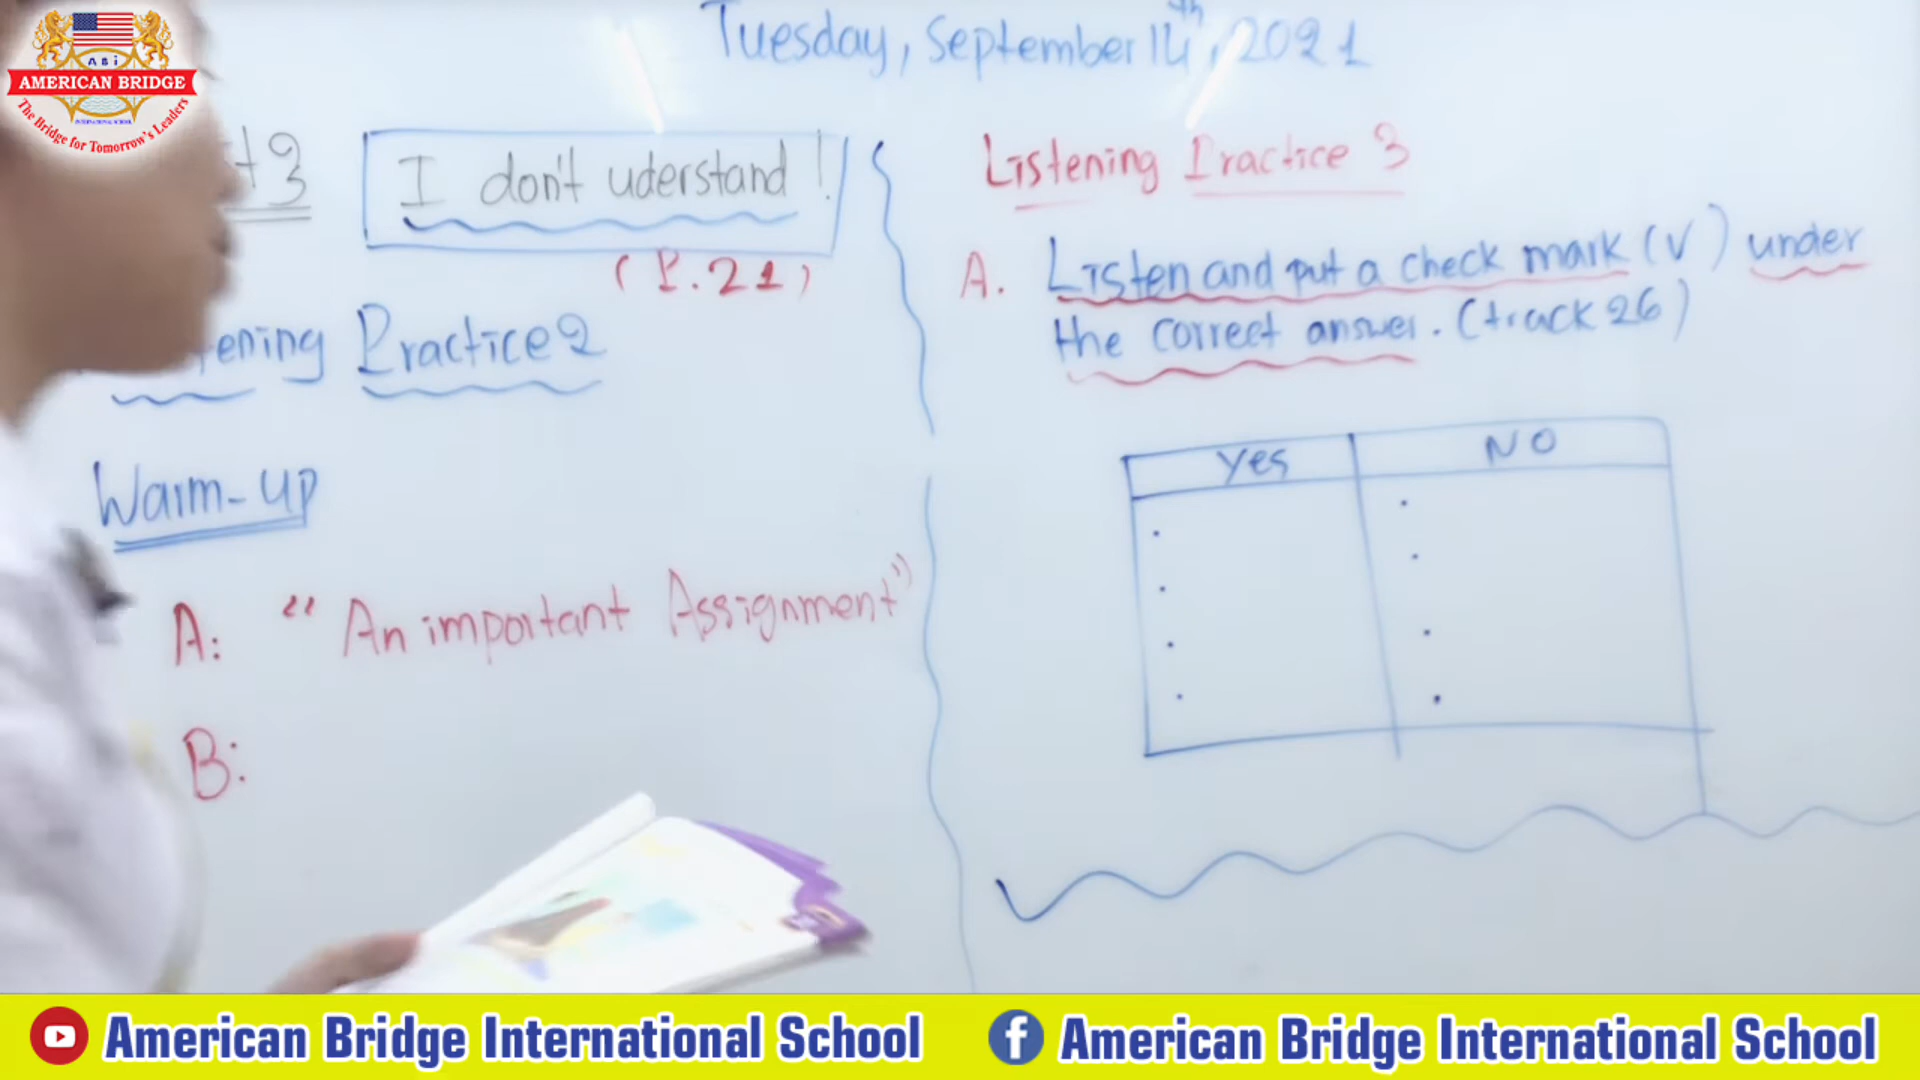 ABi
AMERICAN BRIDGE
The Bridge for Tomorrow's Leaders
Tuesday, September 14th, 2021
t 3
I don't uderstand!
(P.21)
ening Practice 2
Warm-up
A: "An important Assignment"
B:
Listening Practice 3
A. Listen and put a check mark (√) under
the correct answer. (track 26)
Yes NO
American Bridge International School
American Bridge International School